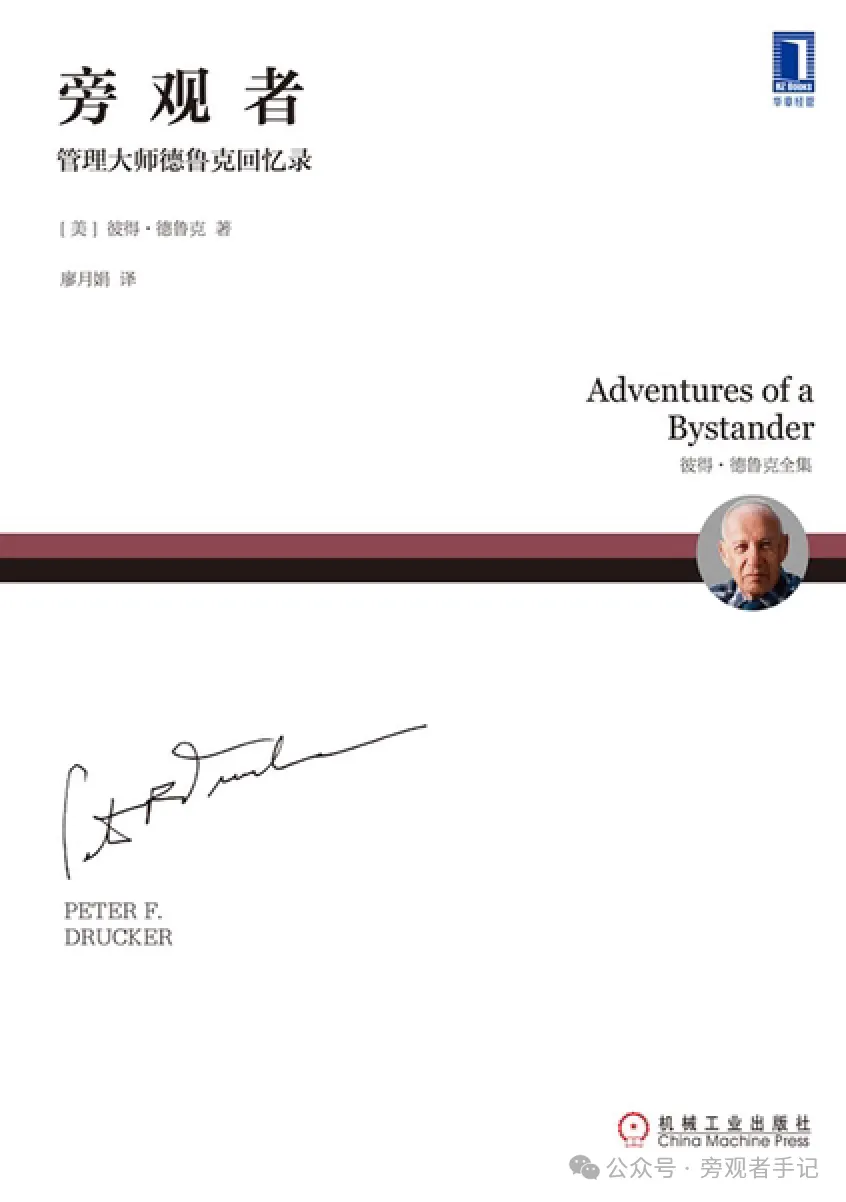 旁观者
管理大师德鲁克回忆录
[美] 彼得·德鲁克 著
廖月娟 译
HZ Books
华章经管
Adventures of a
Bystander
彼得·德鲁克全集
PETER F.
DRUCKER
机械工业出版社
China Machine Press
公众号·旁观者手记